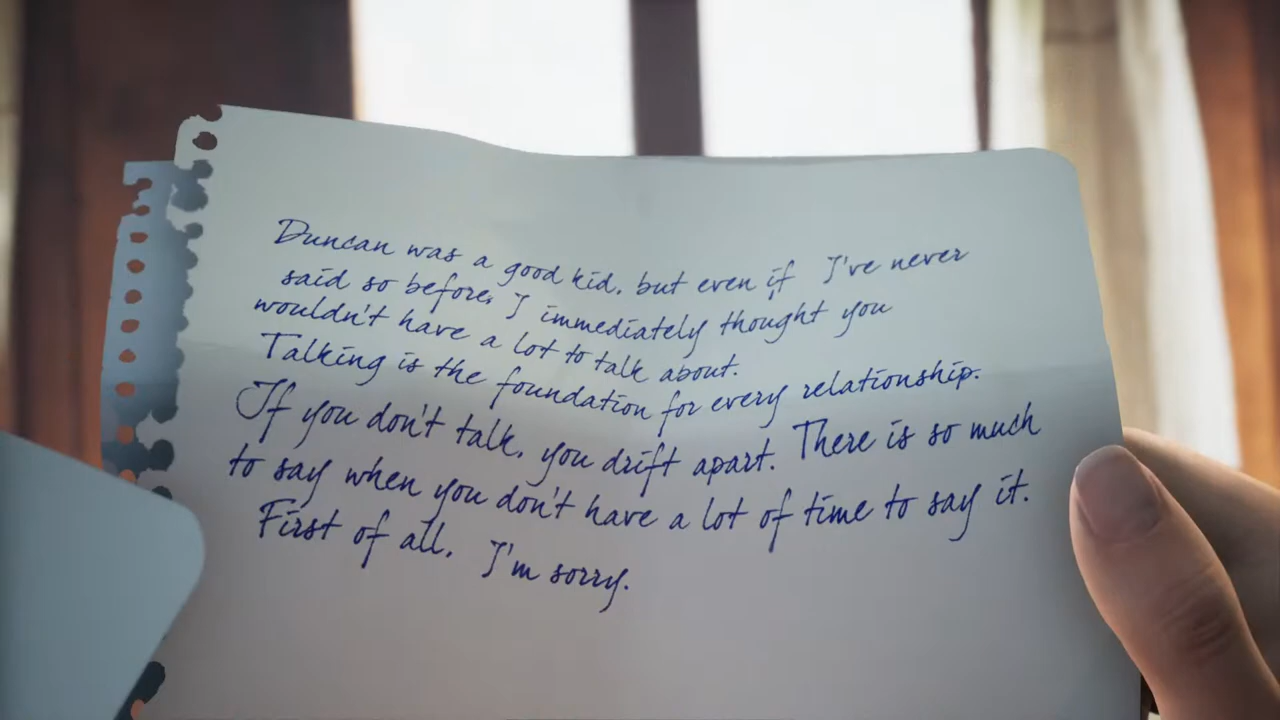 Duncan was a good kid, but even if I've never
said so before, I immediately thought you
wouldn't have a lot to talk about.
Talking is the foundation for every relationship.
If you don't talk, you drift apart. There is so much
to say when you don't have a lot of time to say it.
First of all, I'm sorry.